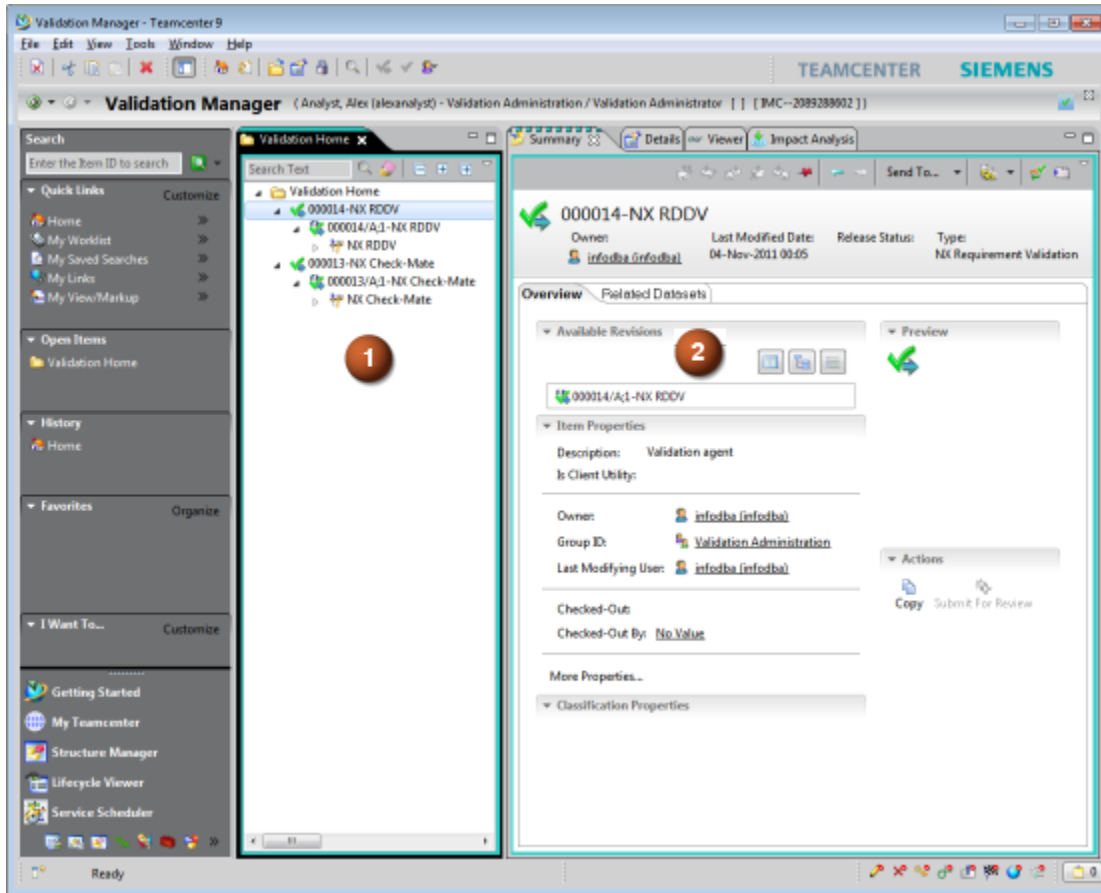 Validation Manager - Teamcenter 9
File Edit View Tools Window Help
TEAMCENTER SIEMENS
Validation Manager (Analyst, Alex (alexanalyst) - Validation Administration / Validation Administrator [ ] [ IMC--2089288602 ] )
Search
Enter the Item ID to search
Quick Links Customize
Home
My Worklist
My Saved Searches
My Links
My View/Markup
Open Items
Validation Home
History
Home
Favorites Organize
I Want To... Customize
Getting Started
My Teamcenter
Structure Manager
Lifecycle Viewer
Service Scheduler
Validation Home
Search Text
Validation Home
000014-NX RDDV
000014/A;1-NX RDDV
NX RDDV
000013-NX Check-Mate
000013/A;1-NX Check-Mate
NX Check-Mate
1
Summary Details Viewer Impact Analysis
Send To...
000014-NX RDDV
Owner: Last Modified Date: Release Status: Type:
infodba (infodba) 04-Nov-2011 00:05 NX Requirement Validation
Overview Related Datasets
Available Revisions
2
000014/A;1-NX RDDV
Item Properties
Description: Validation agent
Is Client Utility:
Owner: infodba (infodba)
Group ID: Validation Administration
Last Modifying User: infodba (infodba)
Checked-Out:
Checked-Out By: No Value
More Properties...
Classification Properties
Preview
Actions
Copy Submit For Review
Ready
0